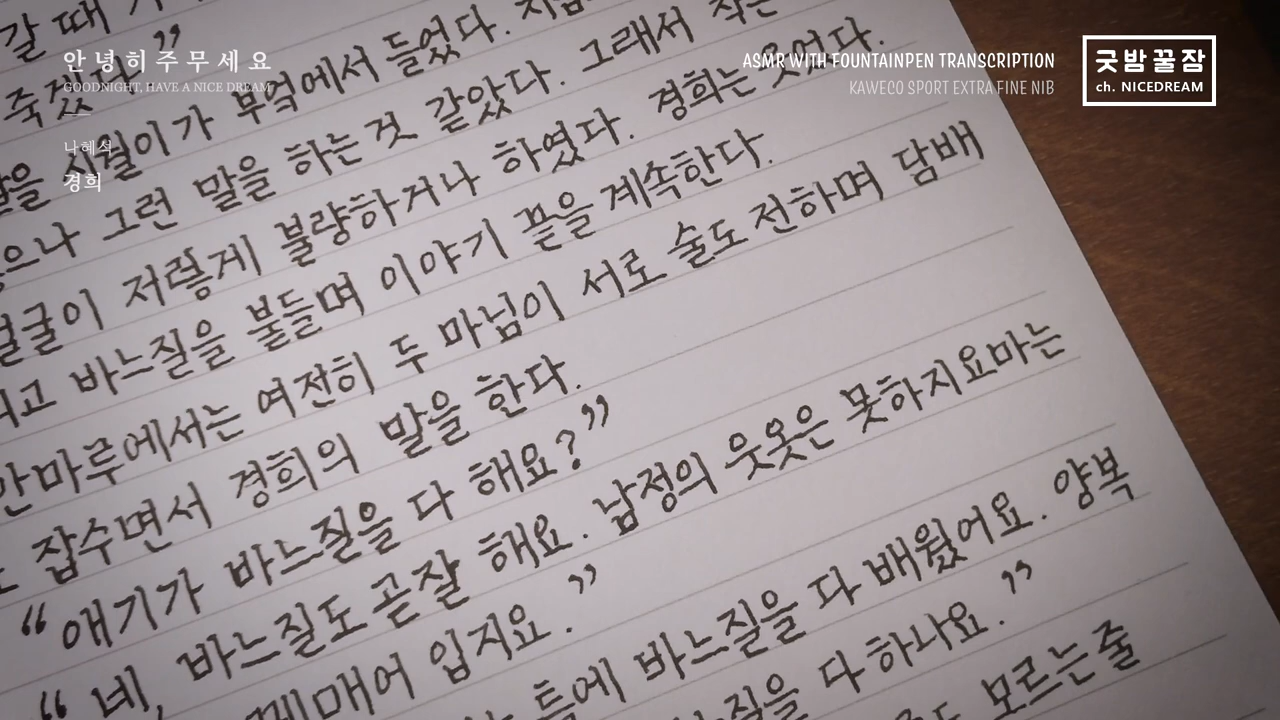 안녕히주무세요
GOODNIGHT, HAVE A NICE DREAM
나혜석
경희
ASMR WITH FOUNTAINPEN TRANSCRIPTION
KAWECO SPORT EXTRA FINE NIB
굿밤꿀잠
ch. NICEDREAM
갈 때
죽겠다."
시월이가 부엌에서 들었다.
그런 말을 하는것 같았다. 그래서 작은
얼굴이 저렇게 불량하거나 하였다. 경희는 웃었다.
바느질을 붙들며 이야기 끝을 계속한다.
안마루에서는 여전히 두 마님이 서로 술도 전하며 담배
잡수면서 경희의 말을 한다.
"애기가 바느질을 다 해요?"
"네, 바느질도 곧잘 해요. 남정의 웃옷은 못하지요마는
꿰매어 입지요."
틈에 바느질을 다 배웠어요. 양복
바느질을 다 하나요."
모르는줄